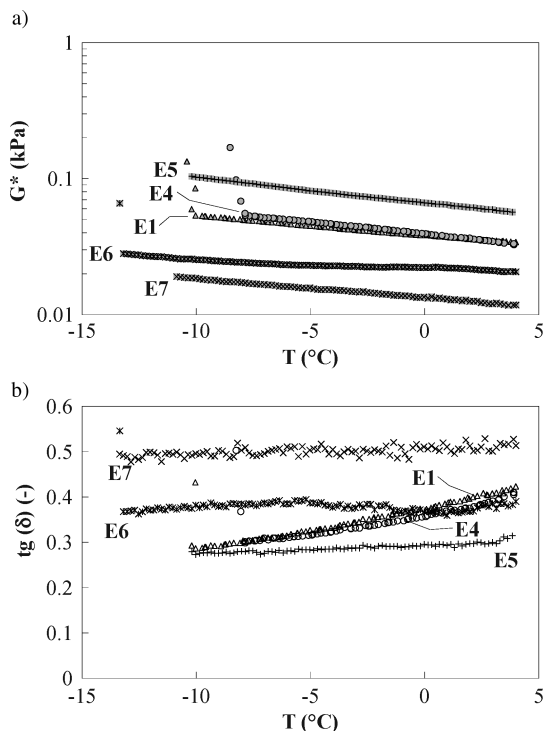 a)
1
0.1
0.01
G* (kPa)
E5
E4
E1
E6
E7
-15
-10
-5
0
5
T (°C)
b)
0.6
0.5
0.4
0.3
0.2
0.1
0
tg (δ) (-)
E7
E6
E1
E4
E5
-15
-10
-5
0
5
T (°C)